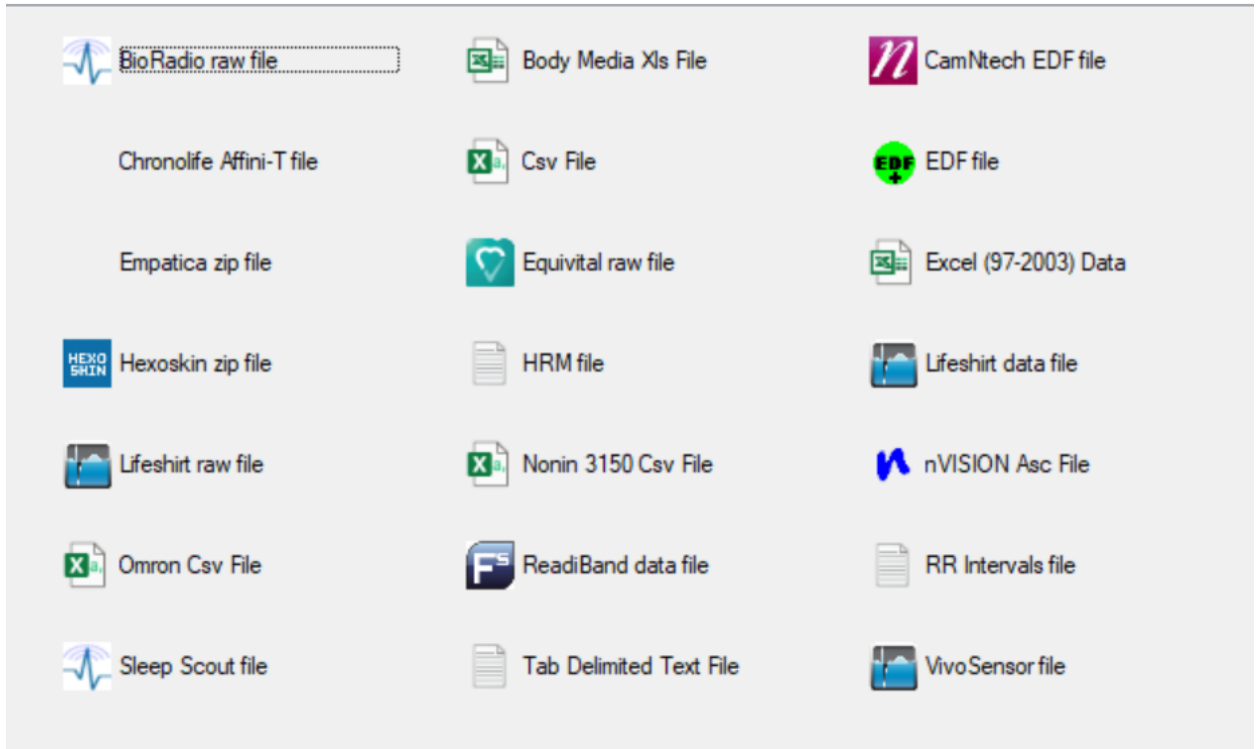 BioRadio raw file
Body Media Xls File
n
CamNtech EDF file
Chronolife Affini-T file
X a,
Csv File
EDF
+
EDF file
Empatica zip file
Equivital raw file
Excel (97-2003) Data
HEXO
SHIN
Hexoskin zip file
HRM file
Lifeshirt data file
Lifeshirt raw file
X a,
Nonin 3150 Csv File
n
nVISION Asc File
X a,
Omron Csv File
FS
ReadiBand data file
RR Intervals file
Sleep Scout file
Tab Delimited Text File
VivoSensor file